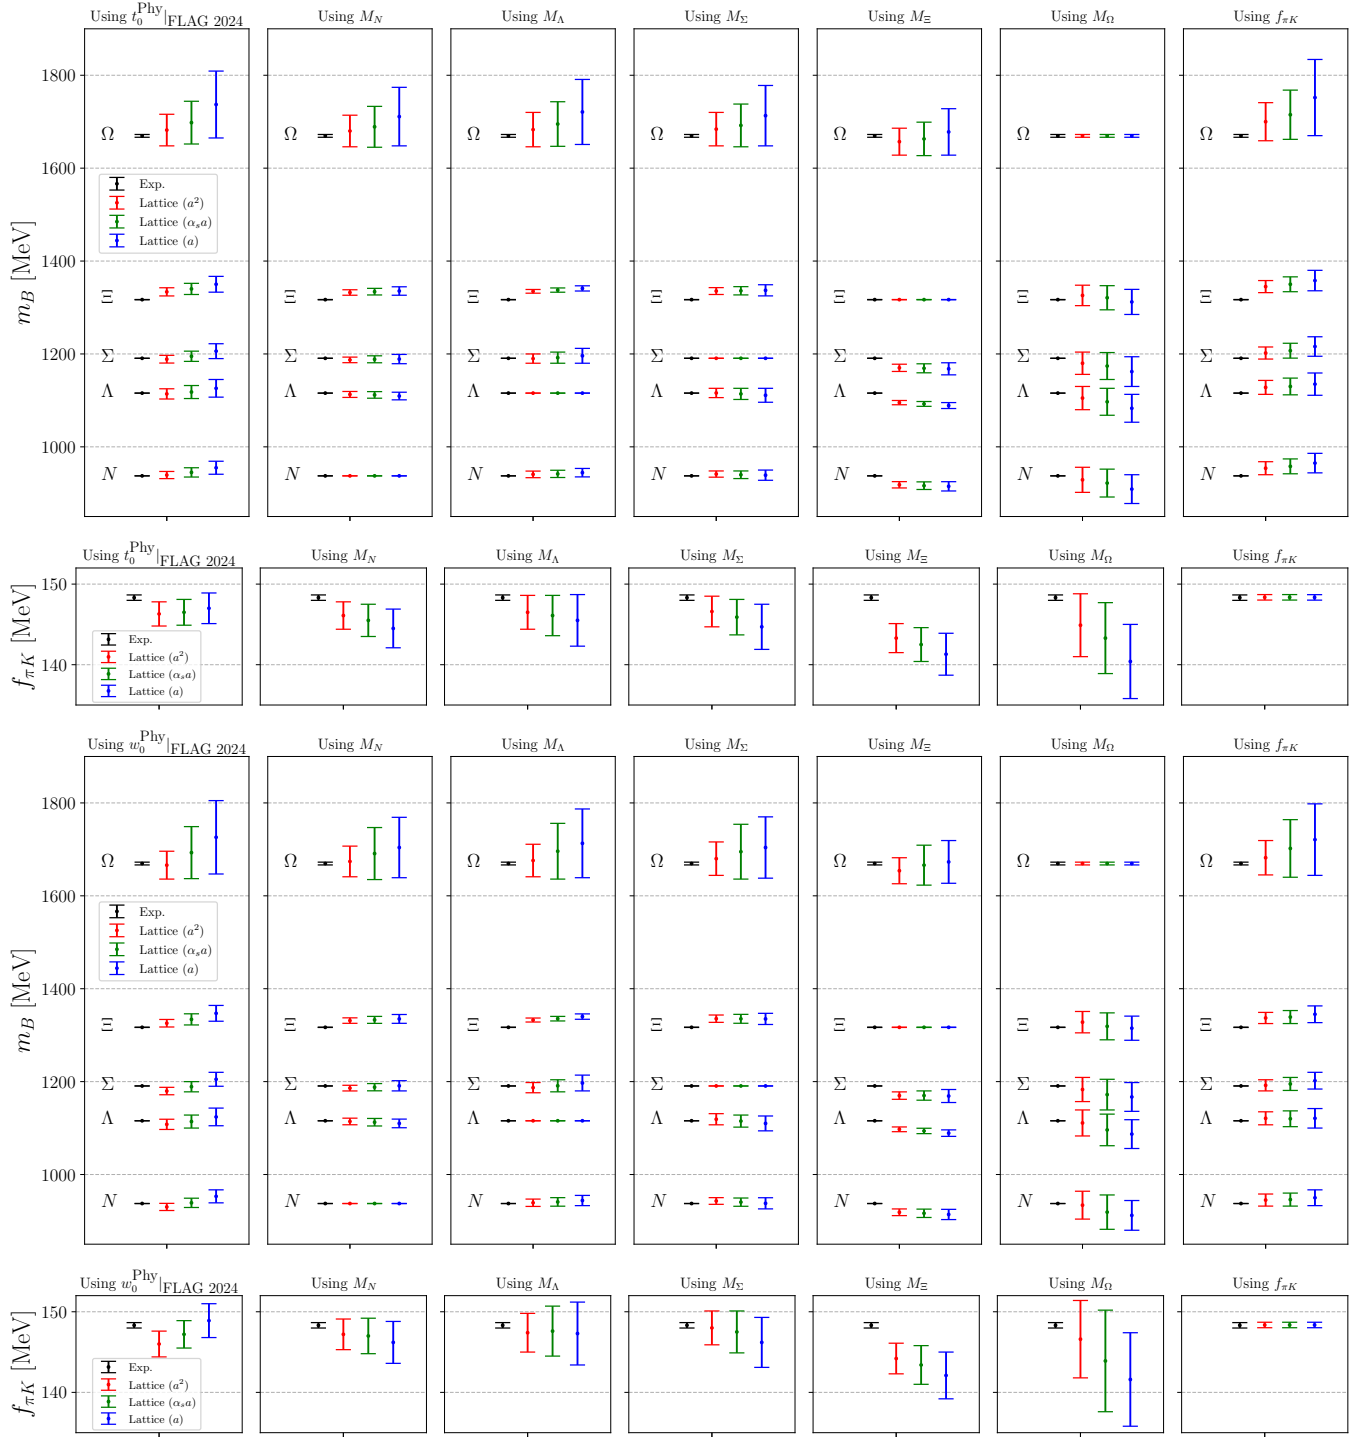 Using t_0^Phy|FLAG 2024
Using M_N
Using M_Λ
Using M_Σ
Using M_Ξ
Using M_Ω
Using f_πK
m_B [MeV]
1800
1600
1400
1200
1000
Ω Ω Ω Ω Ω Ω Ω
Exp.
Lattice (a²)
Lattice (α_s a)
Lattice (a)
Ξ Ξ Ξ Ξ Ξ Ξ Ξ
Σ Σ Σ Σ Σ Σ Σ
Λ Λ Λ Λ Λ Λ Λ
N N N N N N N
Using t_0^Phy|FLAG 2024
Using M_N
Using M_Λ
Using M_Σ
Using M_Ξ
Using M_Ω
Using f_πK
f_πK [MeV]
150
140
Exp.
Lattice (a²)
Lattice (α_s a)
Lattice (a)
Using w_0^Phy|FLAG 2024
Using M_N
Using M_Λ
Using M_Σ
Using M_Ξ
Using M_Ω
Using f_πK
m_B [MeV]
1800
1600
1400
1200
1000
Ω Ω Ω Ω Ω Ω Ω
Exp.
Lattice (a²)
Lattice (α_s a)
Lattice (a)
Ξ Ξ Ξ Ξ Ξ Ξ Ξ
Σ Σ Σ Σ Σ Σ Σ
Λ Λ Λ Λ Λ Λ Λ
N N N N N N N
Using w_0^Phy|FLAG 2024
Using M_N
Using M_Λ
Using M_Σ
Using M_Ξ
Using M_Ω
Using f_πK
f_πK [MeV]
150
140
Exp.
Lattice (a²)
Lattice (α_s a)
Lattice (a)